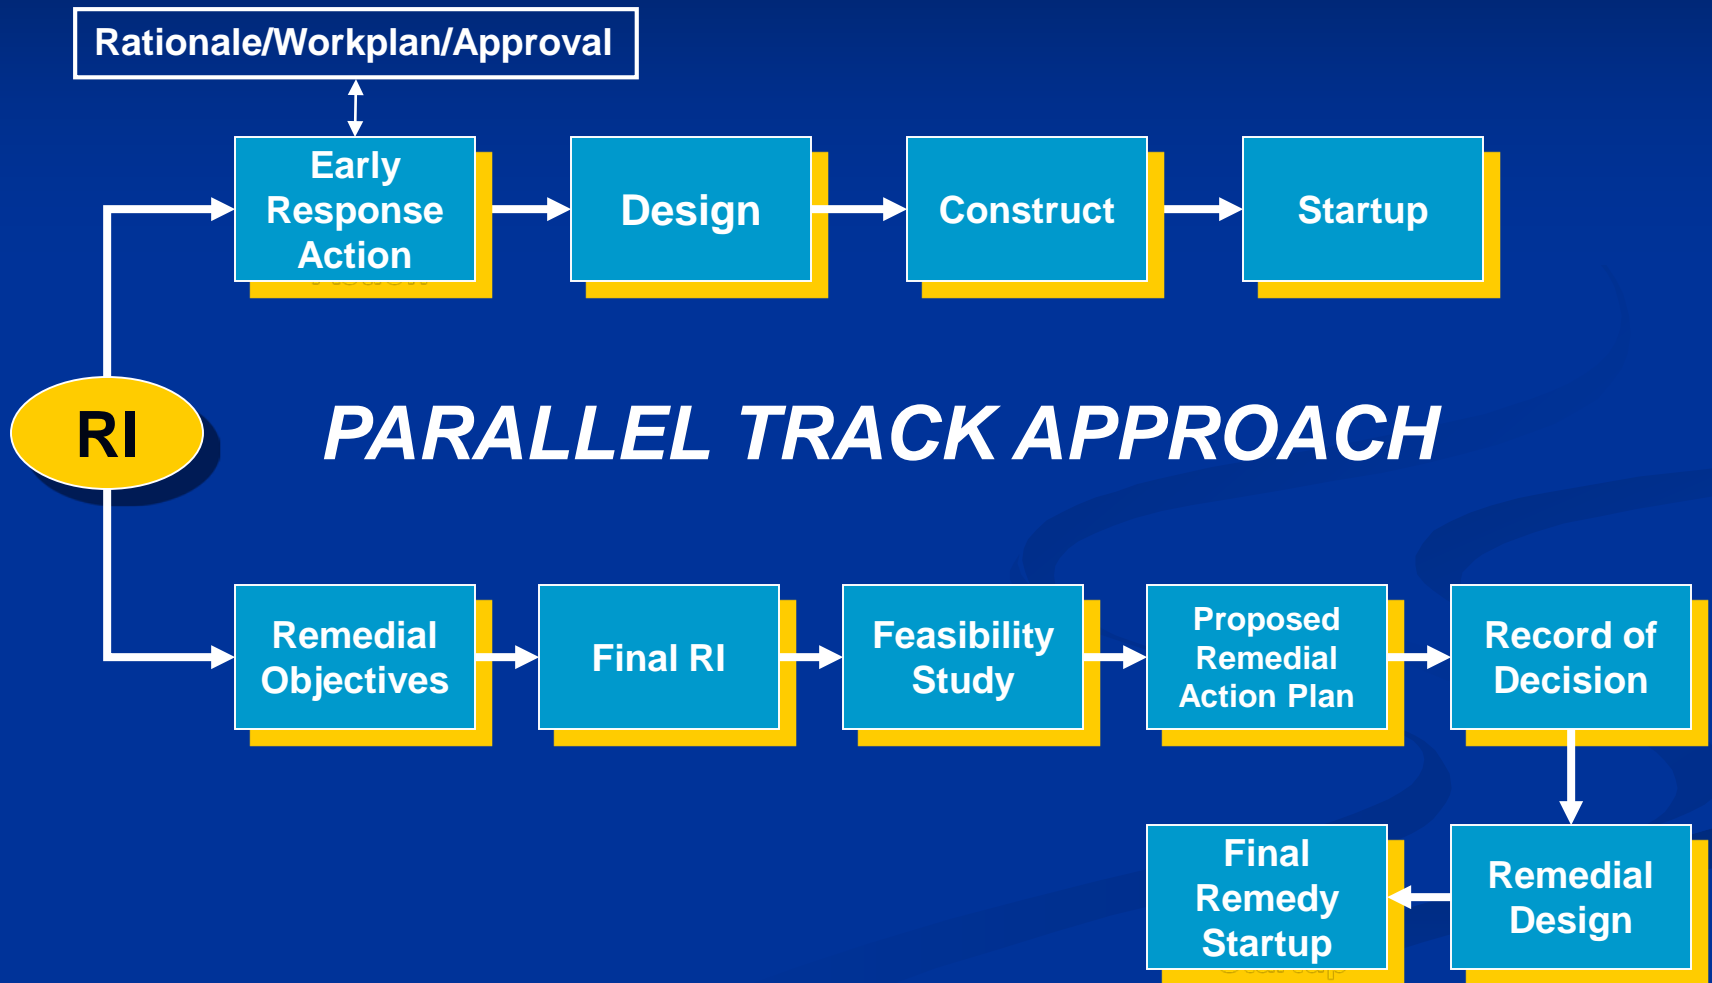 Rationale/Workplan/Approval
Early
Response
Action
Design
Construct
Startup
RI
PARALLEL TRACK APPROACH
Remedial
Objectives
Final RI
Feasibility
Study
Proposed
Remedial
Action Plan
Record of
Decision
Final
Remedy
Startup
Remedial
Design